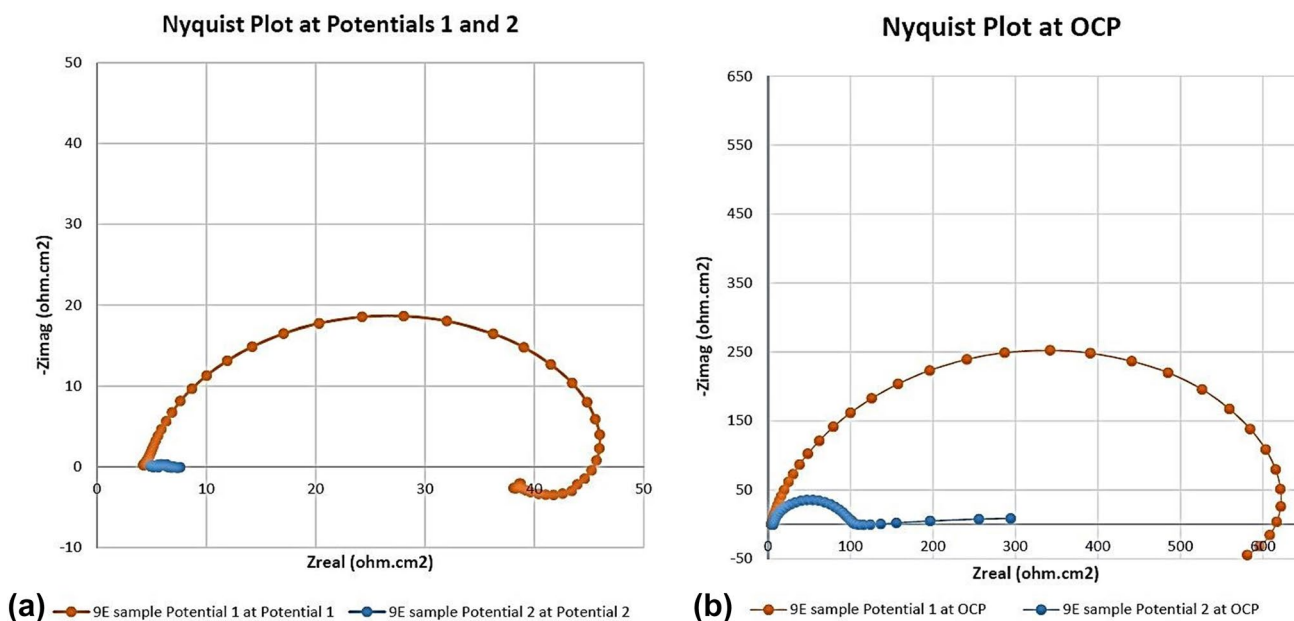 Nyquist Plot at Potentials 1 and 2
50
40
30
20
10
0
-10
-Zimag (ohm.cm2)
0 10 20 30 40 50
Zreal (ohm.cm2)
(a)
9E sample Potential 1 at Potential 1 9E sample Potential 2 at Potential 2
Nyquist Plot at OCP
650
550
450
350
250
150
50
-50
-Zimag (ohm.cm2)
0 100 200 300 400 500 600
Zreal (ohm.cm2)
(b)
9E sample Potential 1 at OCP 9E sample Potential 2 at OCP